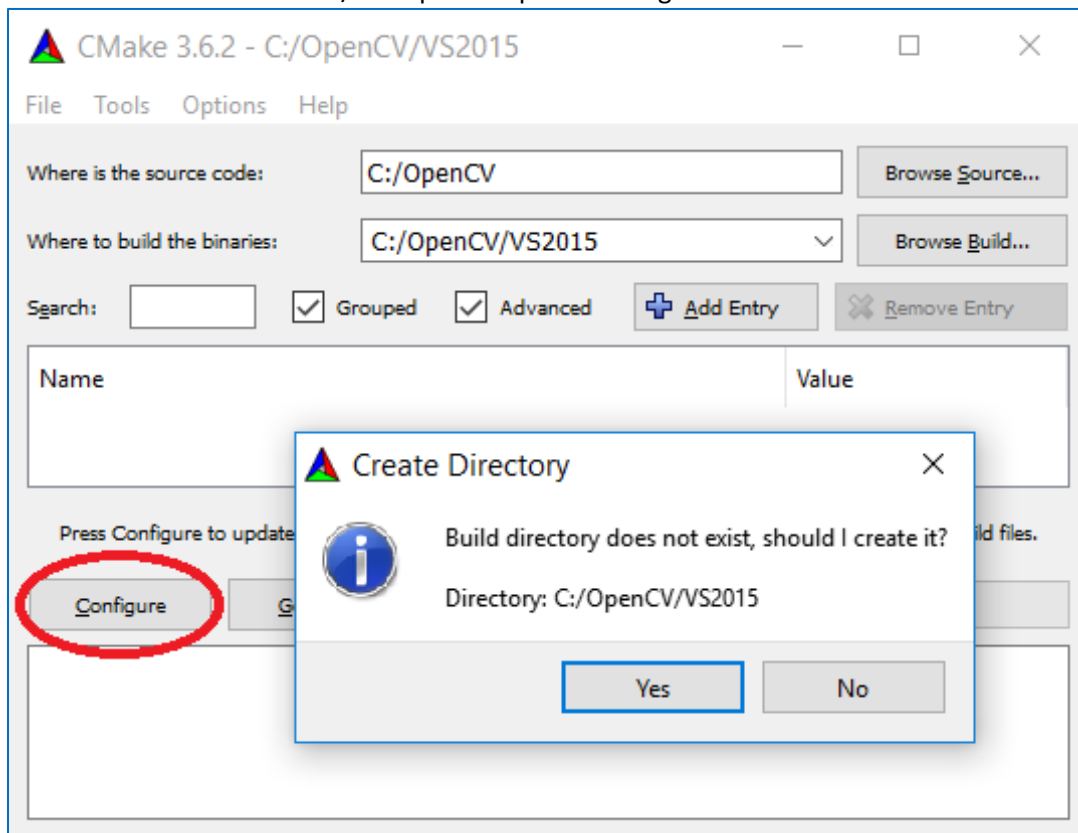 CMake 3.6.2 - C:/OpenCV/VS2015
File Tools Options Help
Where is the source code: C:/OpenCV Browse Source...
Where to build the binaries: C:/OpenCV/VS2015 Browse Build...
Search: Grouped Advanced Add Entry Remove Entry
Name Value
Create Directory
Press Configure to update
Build directory does not exist, should I create it?
files.
Directory: C:/OpenCV/VS2015
Configure
Yes No